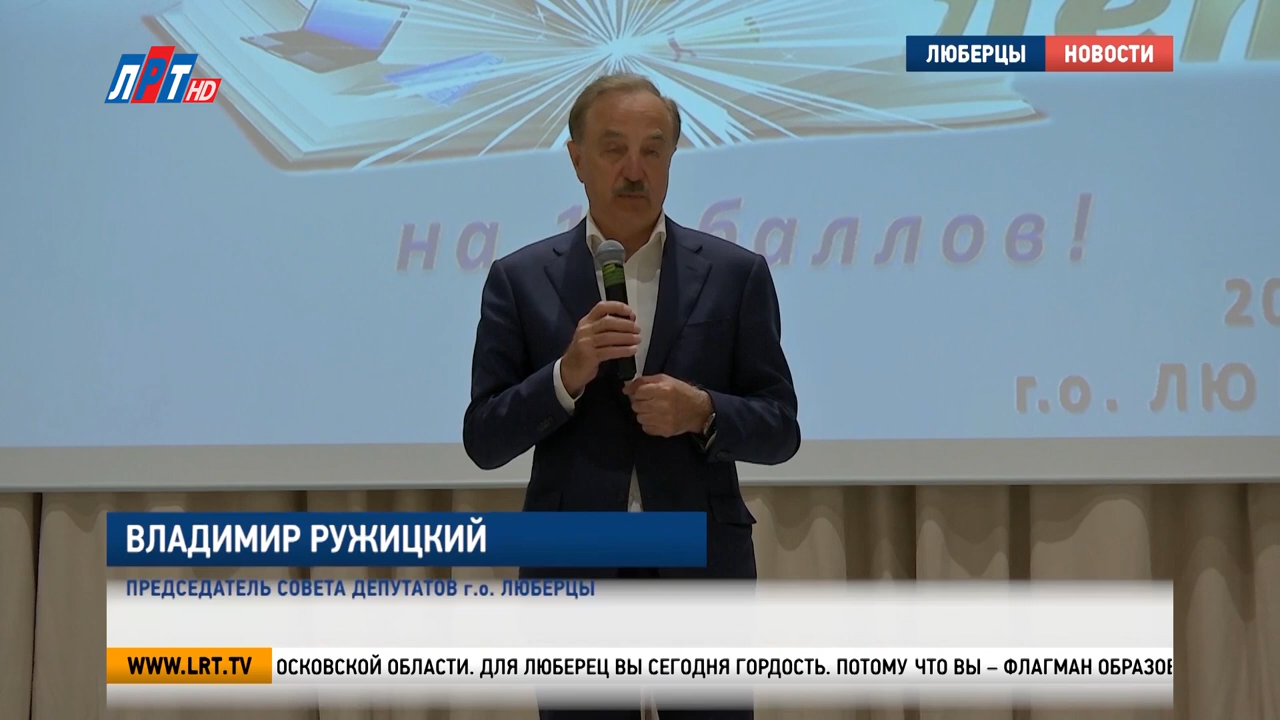 ЛРТ HD
ЛЮБЕРЦЫ НОВОСТИ
на баллов!
г.о. ЛЮ
ВЛАДИМИР РУЖИЦКИЙ
ПРЕДСЕДАТЕЛЬ СОВЕТА ДЕПУТАТОВ г.о. ЛЮБЕРЦЫ
WWW.LRT.TV ОСКОВСКОЙ ОБЛАСТИ. ДЛЯ ЛЮБЕРЕЦ ВЫ СЕГОДНЯ ГОРДОСТЬ. ПОТОМУ ЧТО ВЫ – ФЛАГМАН ОБРАЗОВ